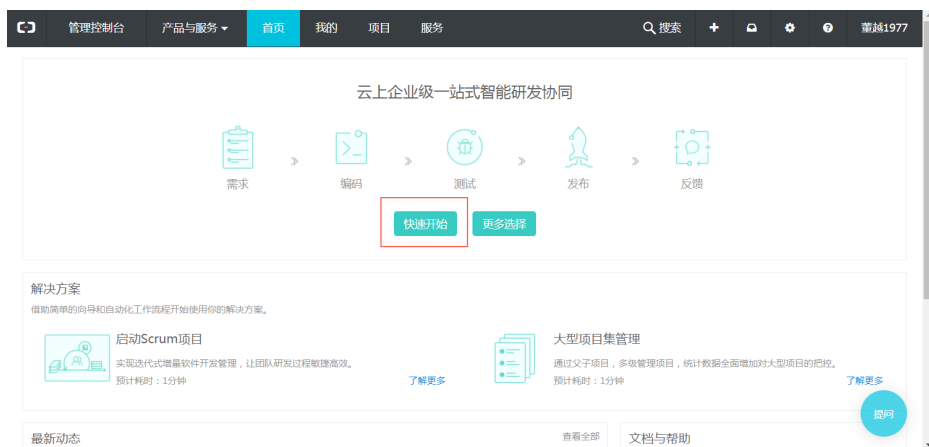 管理控制台 产品与服务 首页 我的 项目 服务 搜索 董越1977
云上企业级一站式智能研发协同
需求 编码 测试 发布 反馈
快速开始 更多选择
解决方案
借助简单的向导和自动化工作流程开始使用你的解决方案。
启动Scrum项目
实现迭代式增量软件开发管理，让团队研发过程敏捷高效。
预计耗时：1分钟 了解更多
大型项目集管理
通过父子项目，多级管理项目，统计数据全面增加对大型项目的把控。
预计耗时：1分钟 了解更多
提问
最新动态 查看全部 文档与帮助